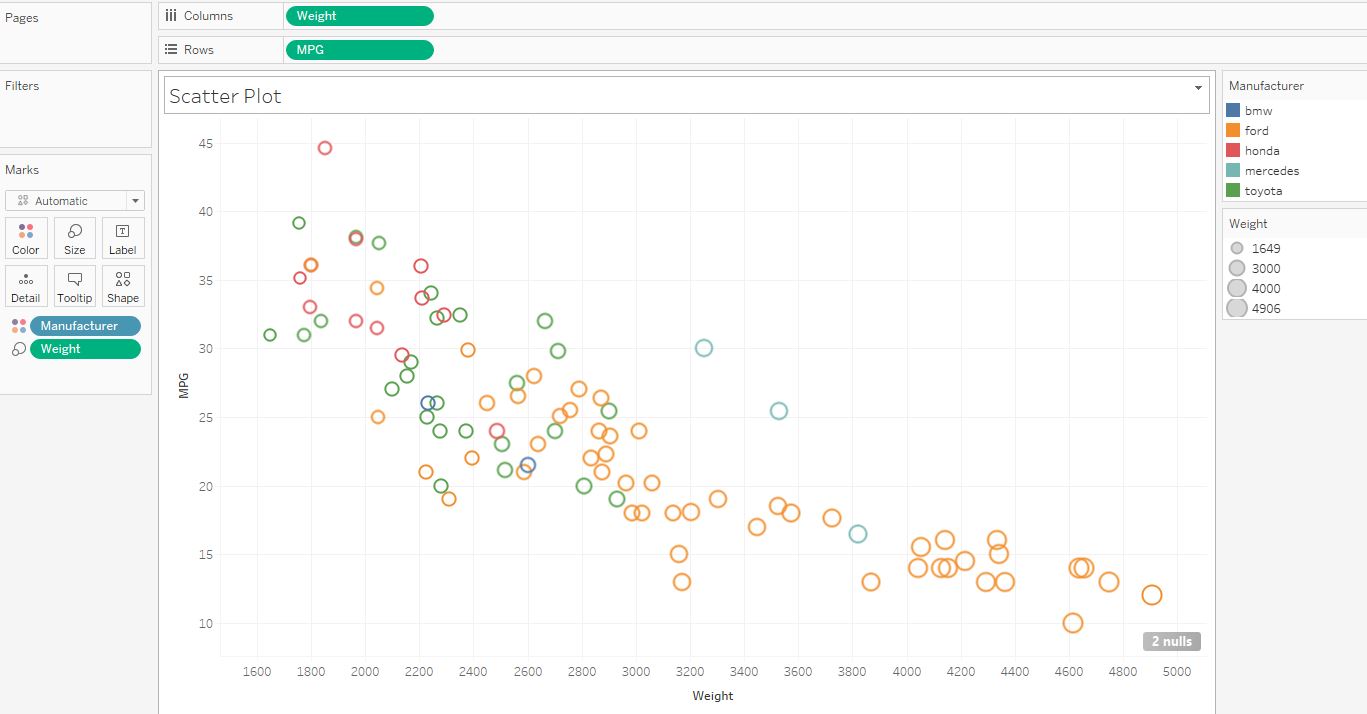 Pages
Columns Weight
Rows MPG
Filters
Marks
Automatic
Color Size Label
Detail Tooltip Shape
Manufacturer
Weight
Scatter Plot
45
40
35
30
25
20
15
10
MPG
2 nulls
1600 1800 2000 2200 2400 2600 2800 3000 3200 3400 3600 3800 4000 4200 4400 4600 4800 5000
Weight
Manufacturer
bmw
ford
honda
mercedes
toyota
Weight
1649
3000
4000
4906